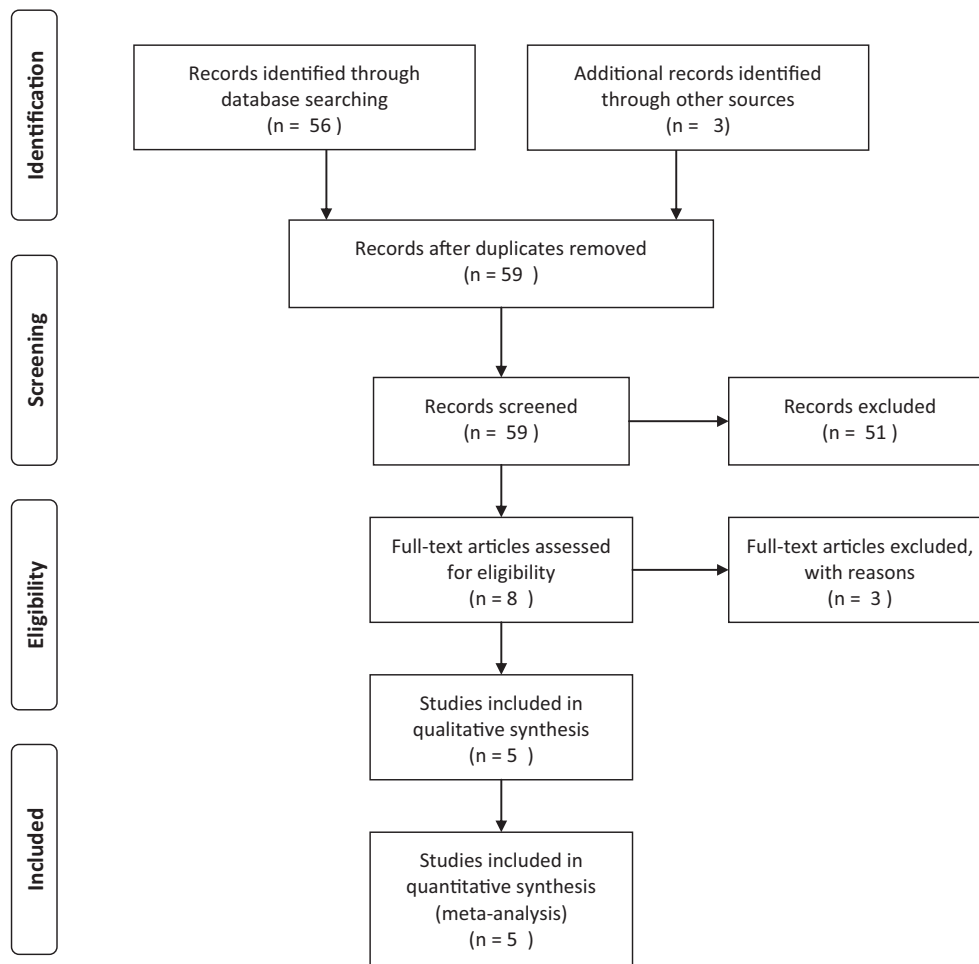 Identification
Records identified through
database searching
(n = 56 )
Additional records identified
through other sources
(n = 3)
Records after duplicates removed
(n = 59 )
Screening
Records screened
(n = 59 )
Records excluded
(n = 51 )
Eligibility
Full-text articles assessed
for eligibility
(n = 8 )
Full-text articles excluded,
with reasons
(n = 3 )
Studies included in
qualitative synthesis
(n = 5 )
Included
Studies included in
quantitative synthesis
(meta-analysis)
(n = 5 )